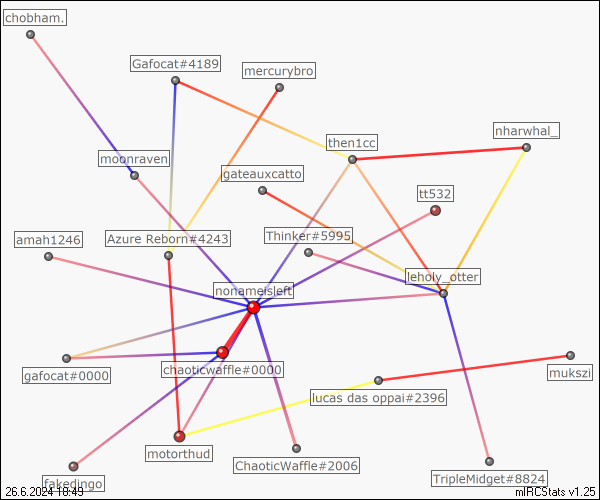 chobham.
Gafocat#4189
mercurybro
nharwhal_
then1cc
moonraven
gateauxcatto
tt532
amah1246
Azure Reborn#4243
Thinker#5995
leholy_otter
nonameisleft
chaoticwaffle#0000
gafocat#0000
mukszi
lucas das oppai#2396
motorthud
ChaoticWaffle#2006
fakedingo
TripleMidget#8824
26.6.2024 18:49
mIRCStats v1.25